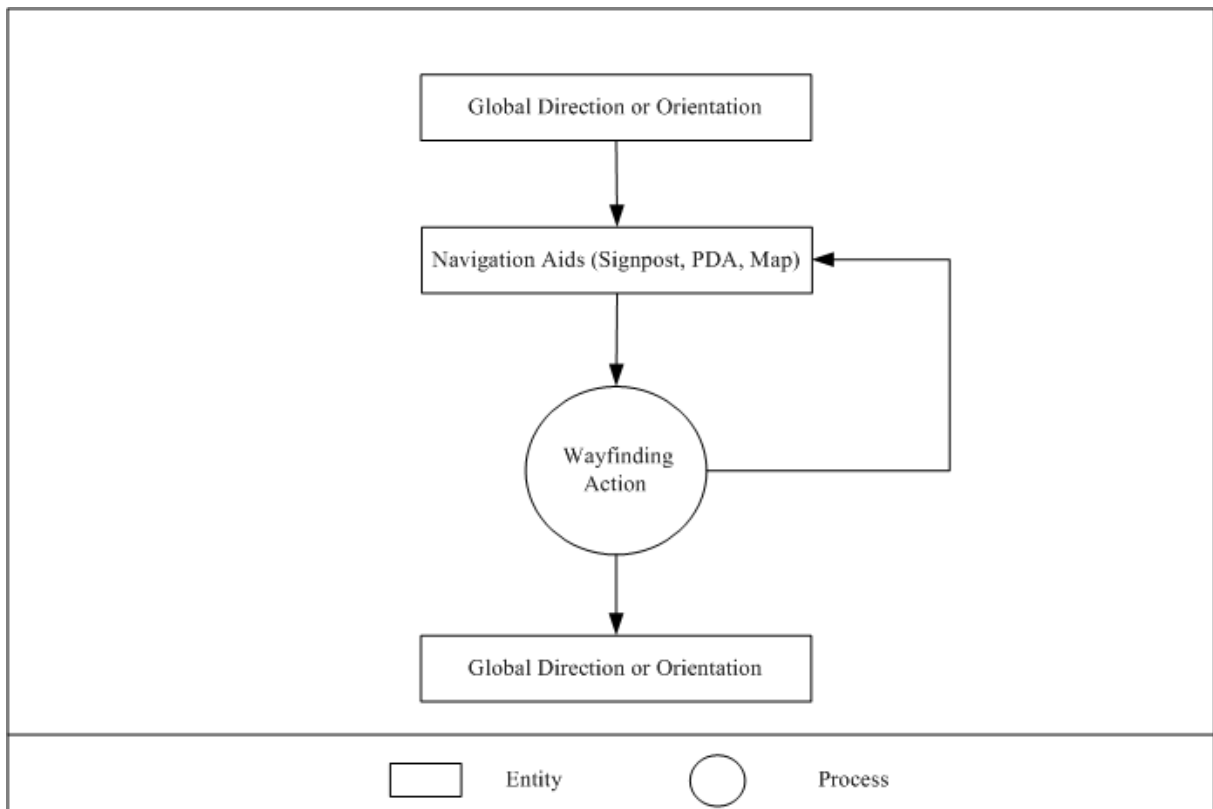 Global Direction or Orientation
Navigation Aids (Signpost, PDA, Map)
Wayfinding
Action
Global Direction or Orientation
Entity
Process